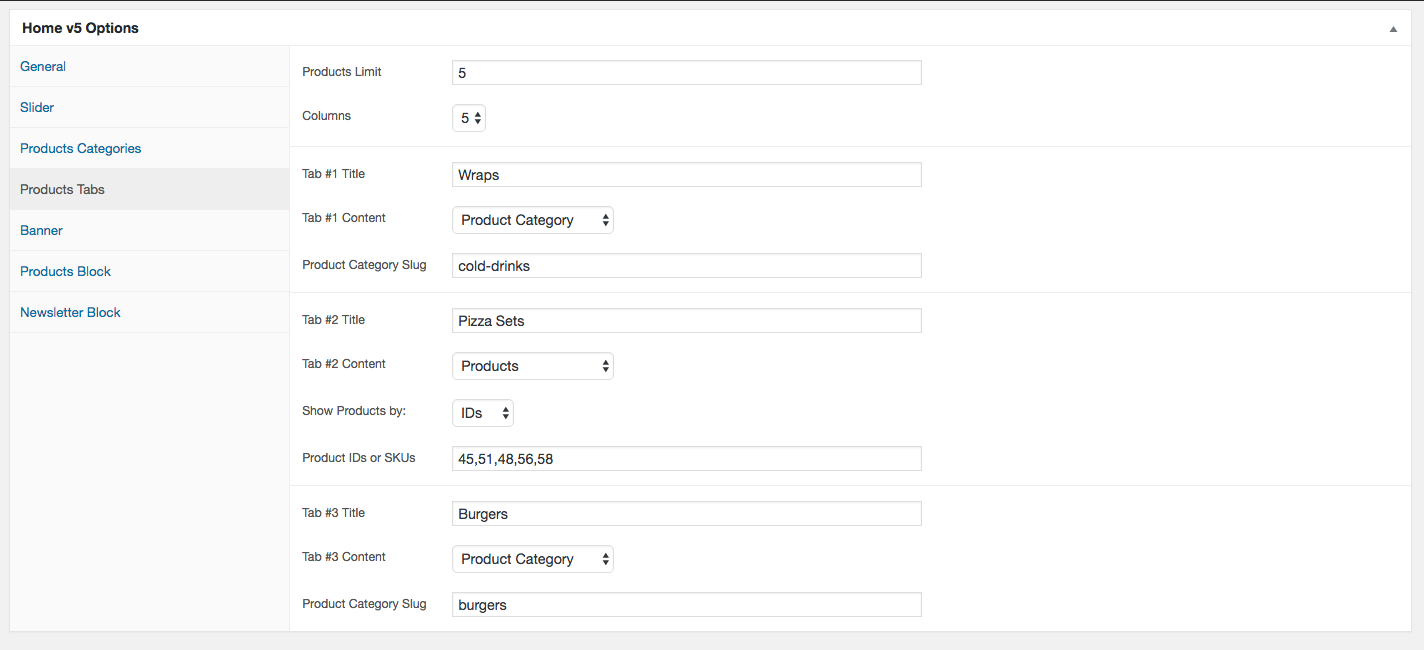 Home v5 Options
General
Slider
Products Categories
Products Tabs
Banner
Products Block
Newsletter Block
Products Limit 5
Columns 5
Tab #1 Title Wraps
Tab #1 Content Product Category
Product Category Slug cold-drinks
Tab #2 Title Pizza Sets
Tab #2 Content Products
Show Products by: IDs
Product IDs or SKUs 45,51,48,56,58
Tab #3 Title Burgers
Tab #3 Content Product Category
Product Category Slug burgers